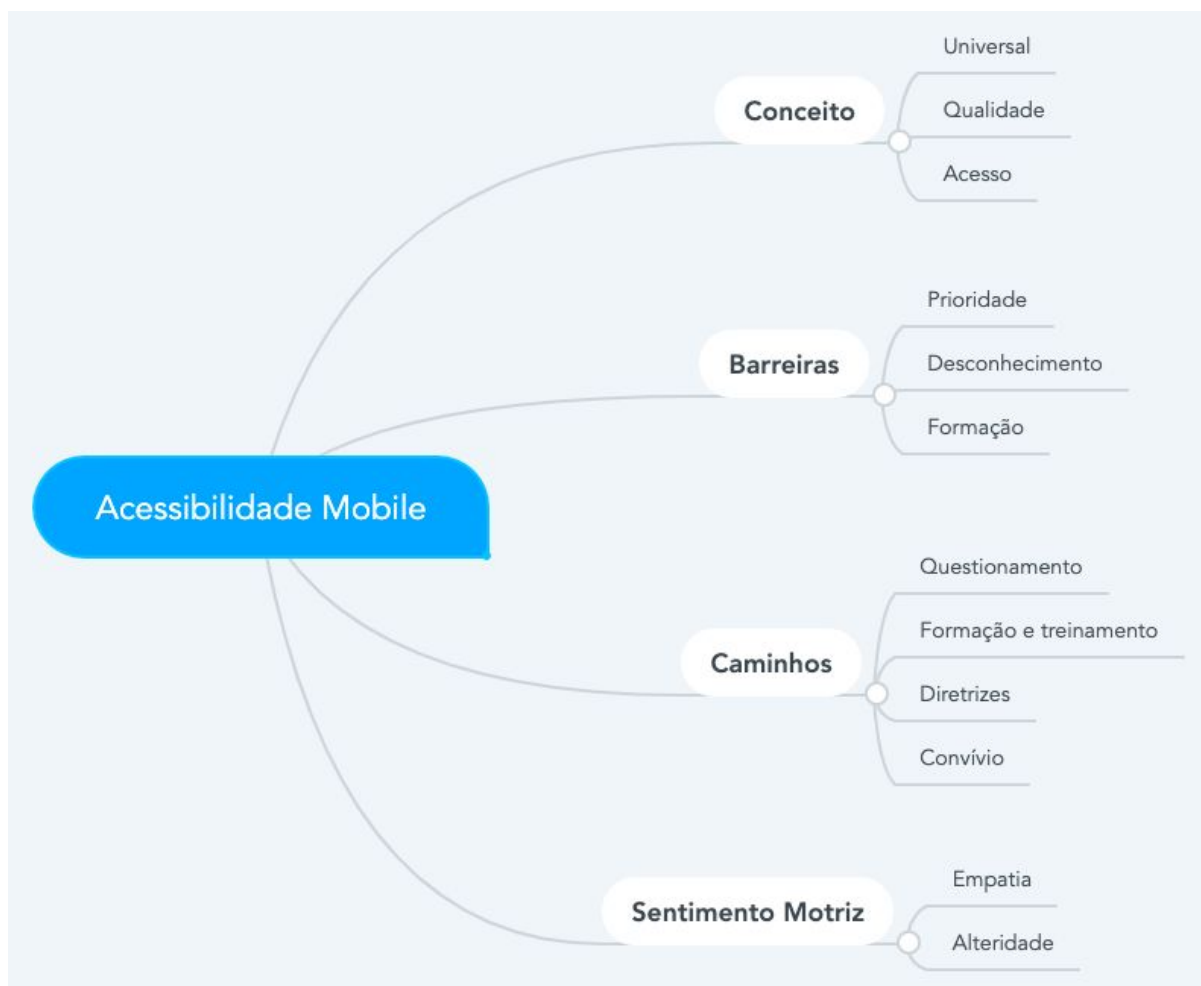 Acessibilidade Mobile
Conceito
Universal
Qualidade
Acesso
Barreiras
Prioridade
Desconhecimento
Formação
Caminhos
Questionamento
Formação e treinamento
Diretrizes
Convívio
Sentimento Motriz
Empatia
Alteridade